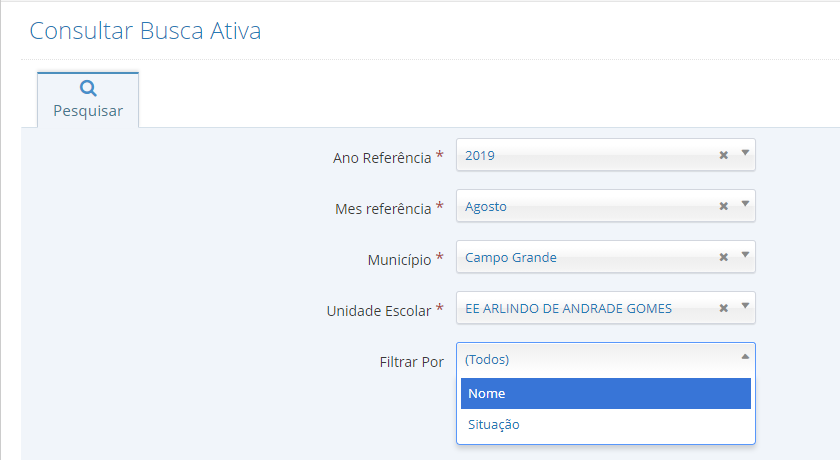 Consultar Busca Ativa
Pesquisar
Ano Referência * 2019
Mes referência * Agosto
Município * Campo Grande
Unidade Escolar * EE ARLINDO DE ANDRADE GOMES
Filtrar Por (Todos)
Nome
Situação